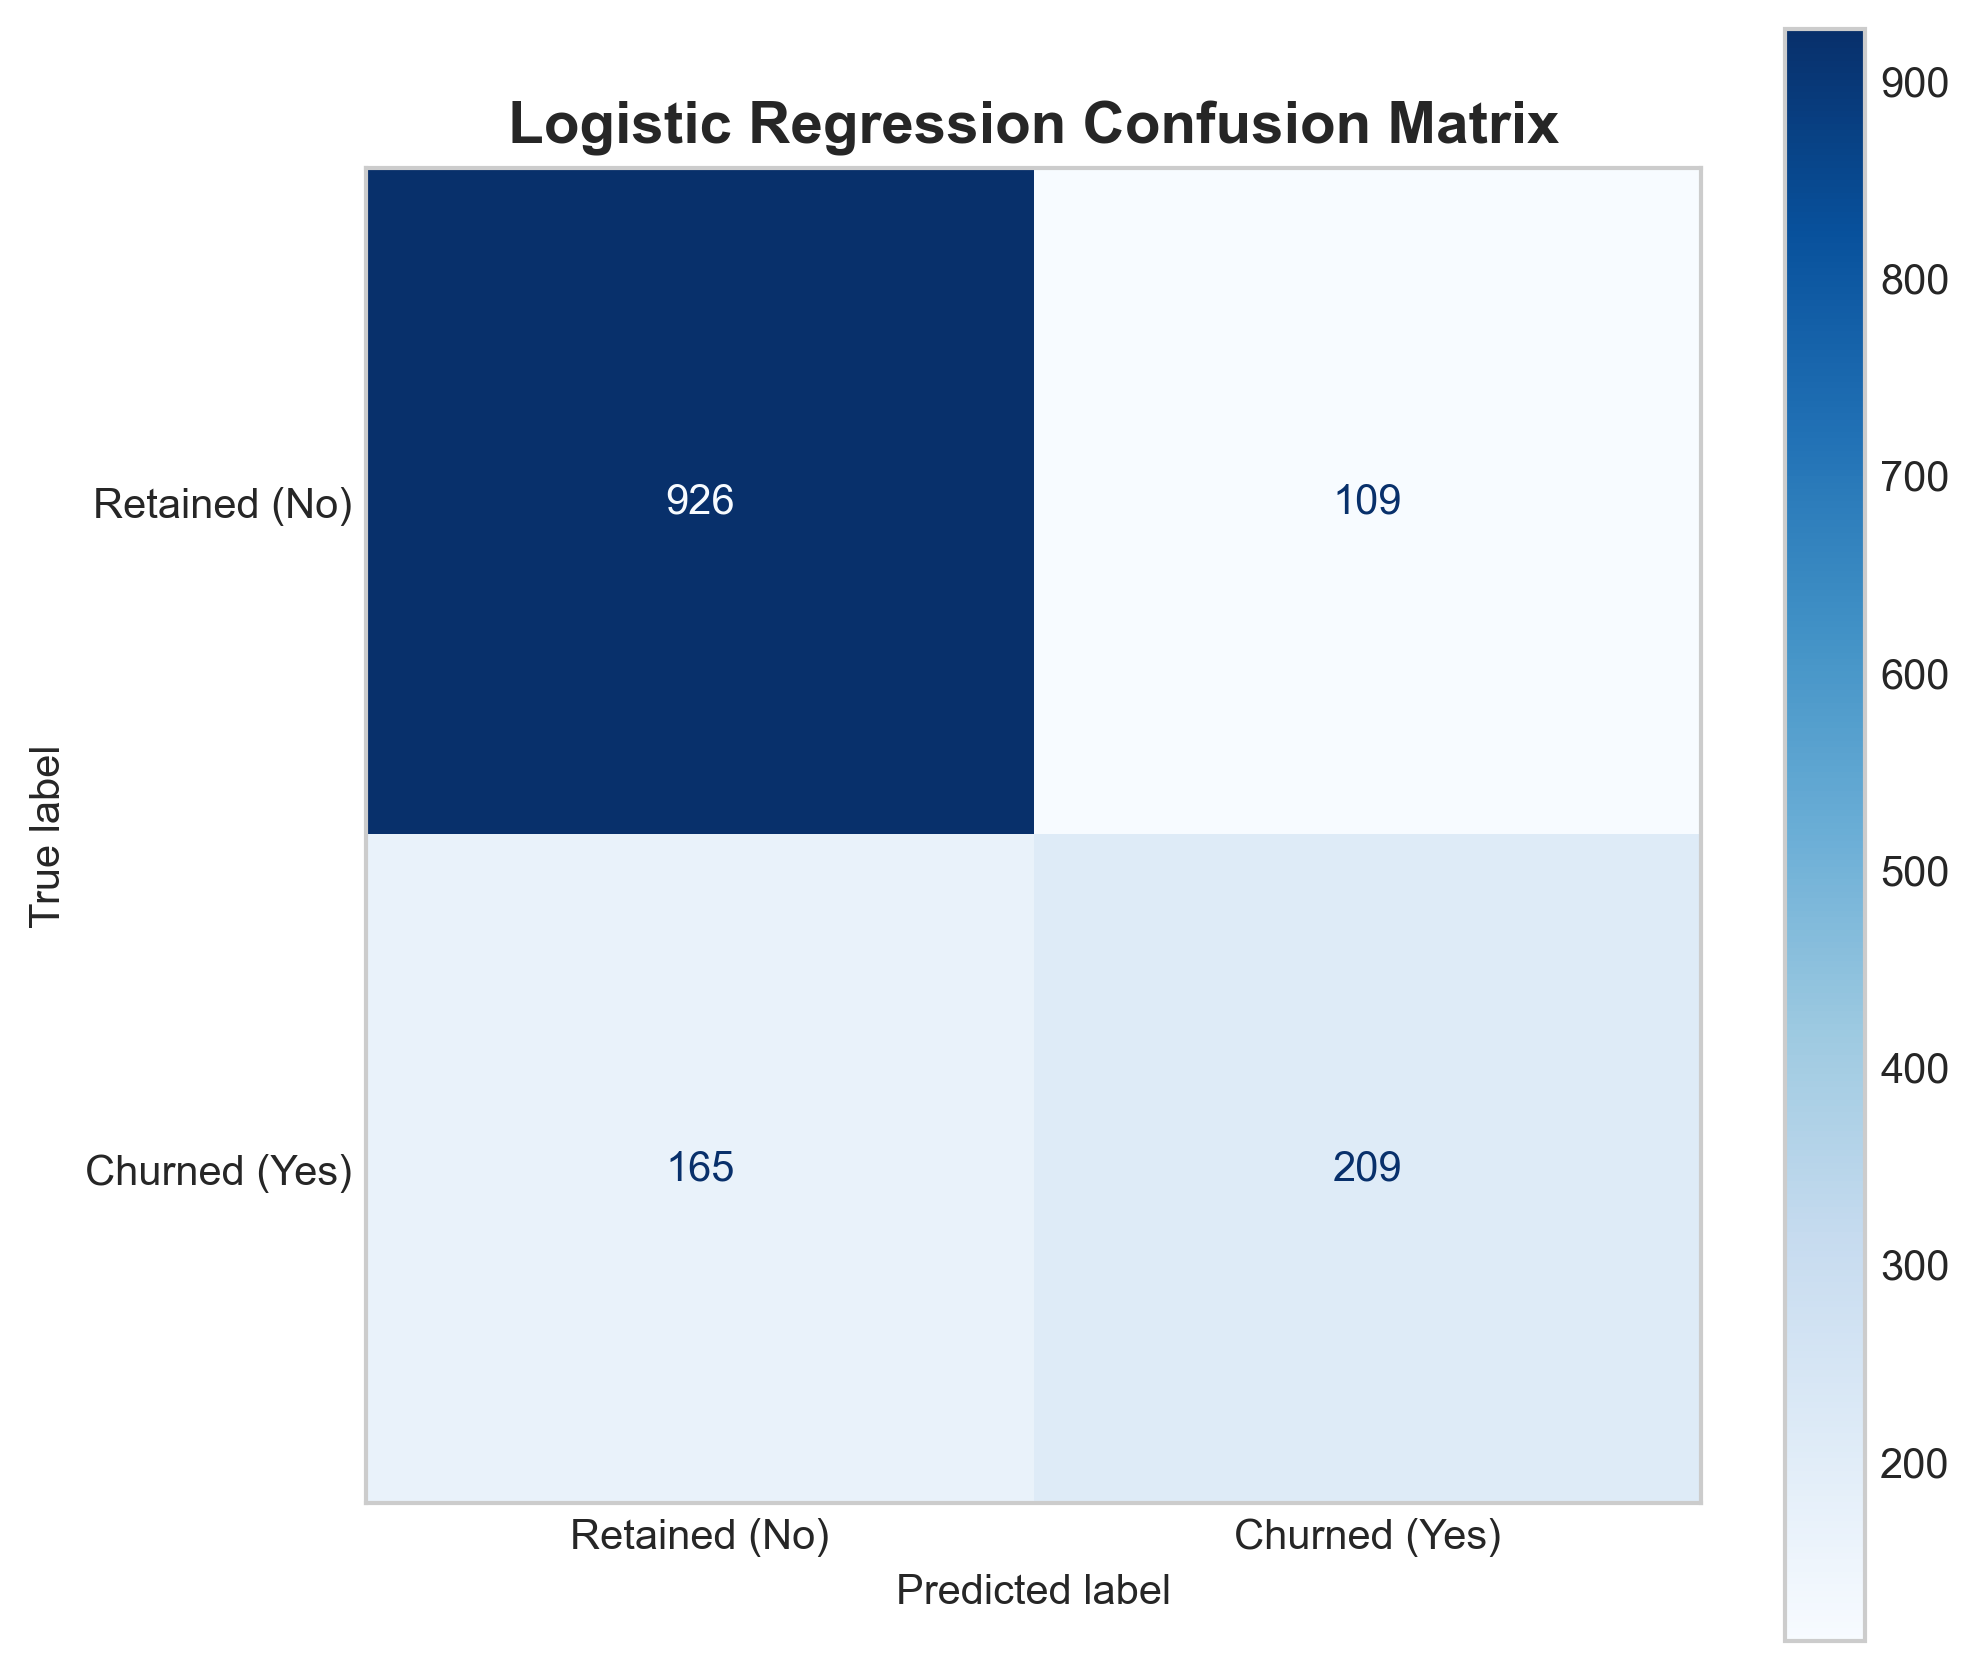 Logistic Regression Confusion Matrix
True label
Retained (No)
926
109
Churned (Yes)
165
209
Retained (No)
Churned (Yes)
Predicted label
900
800
700
600
500
400
300
200